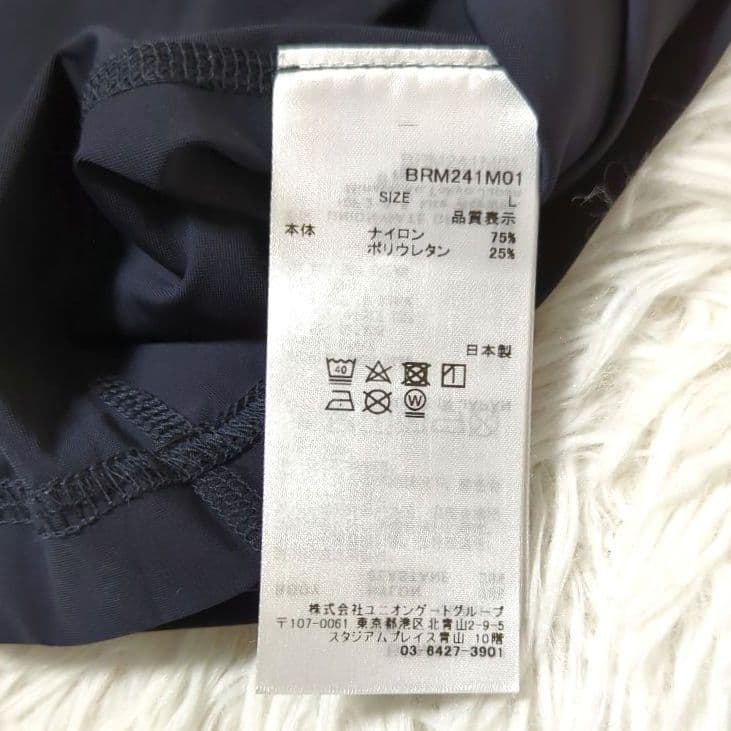 BRM241M01
SIZE L
品質表示
本体 ナイロン 75%
ポリウレタン 25%
日本製
40
W
株式会社ユニオンゲートグループ
〒107-0061 東京都港区北青山2-9-5
スタジアムプレイス青山 10階
03-6427-3901